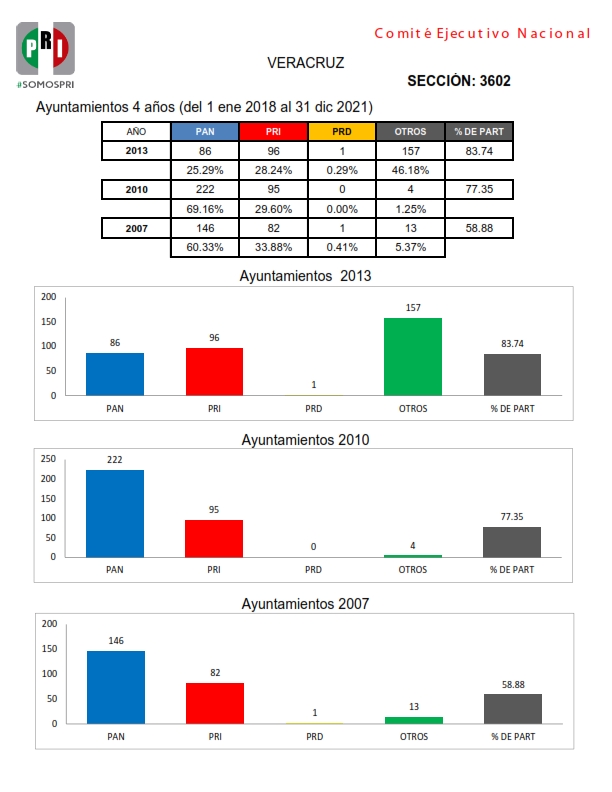 Comité Ejecutivo Nacional
PRI
#SOMOSPRI
VERACRUZ
SECCIÓN: 3602
Ayuntamientos 4 años (del 1 ene 2018 al 31 dic 2021)
AÑO PAN PRI PRD OTROS % DE PART
2013 86 96 1 157 83.74
25.29% 28.24% 0.29% 46.18%
2010 222 95 0 4 77.35
69.16% 29.60% 0.00% 1.25%
2007 146 82 1 13 58.88
60.33% 33.88% 0.41% 5.37%
Ayuntamientos 2013
200
150
100
50
0
86 96 1 157 83.74
PAN PRI PRD OTROS % DE PART
Ayuntamientos 2010
250
200
150
100
50
0
222 95 0 4 77.35
PAN PRI PRD OTROS % DE PART
Ayuntamientos 2007
200
150
100
50
0
146 82 1 13 58.88
PAN PRI PRD OTROS % DE PART